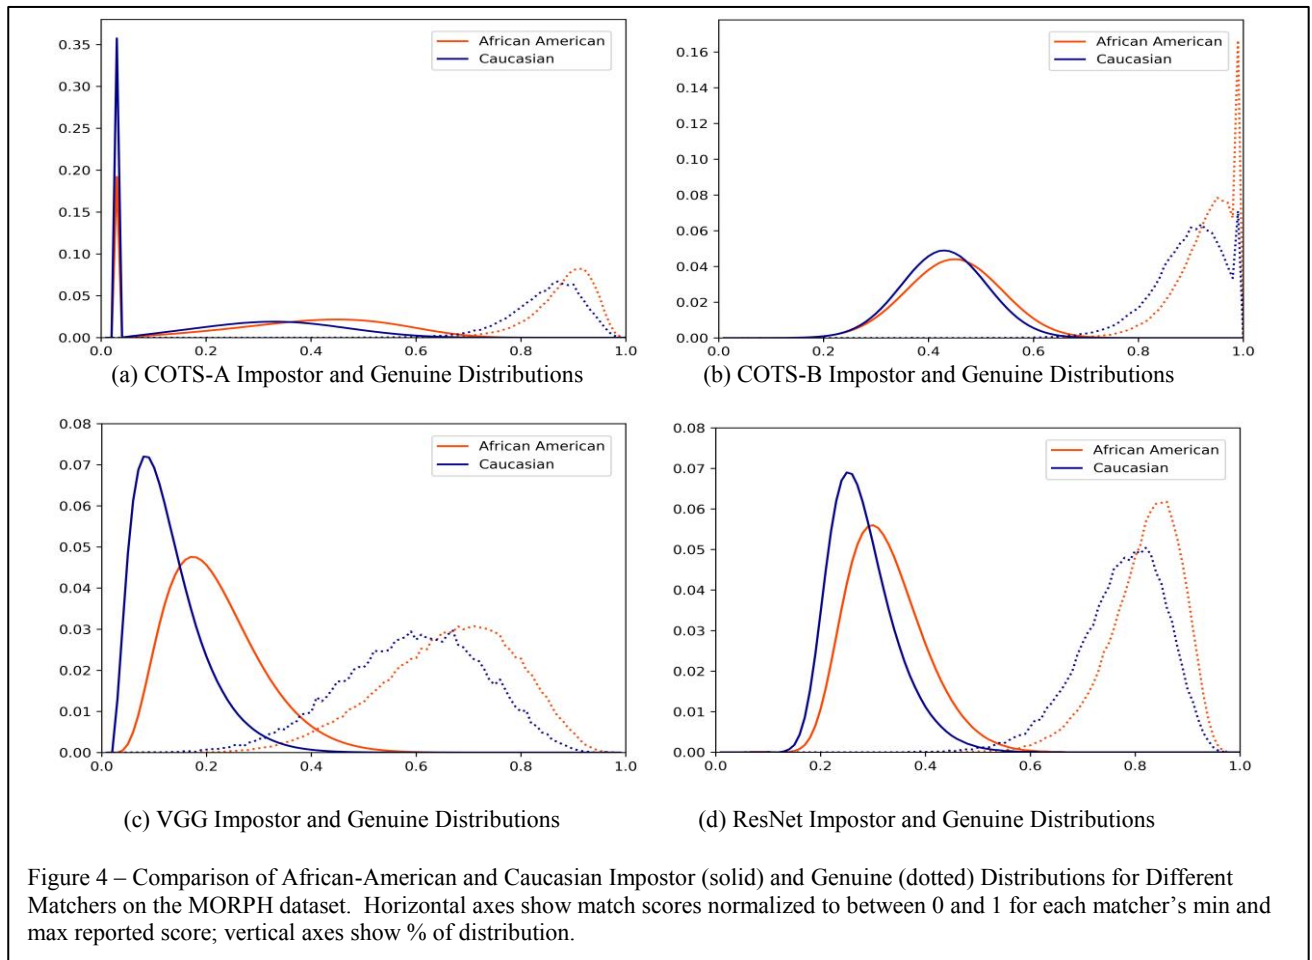 0.35
0.30
0.25
0.20
0.15
0.10
0.05
0.00
0.0 0.2 0.4 0.6 0.8 1.0
African American
Caucasian
(a) COTS-A Impostor and Genuine Distributions
0.16
0.14
0.12
0.10
0.08
0.06
0.04
0.02
0.00
0.0 0.2 0.4 0.6 0.8 1.0
African American
Caucasian
(b) COTS-B Impostor and Genuine Distributions
0.08
0.07
0.06
0.05
0.04
0.03
0.02
0.01
0.00
0.0 0.2 0.4 0.6 0.8 1.0
African American
Caucasian
(c) VGG Impostor and Genuine Distributions
0.08
0.07
0.06
0.05
0.04
0.03
0.02
0.01
0.00
0.0 0.2 0.4 0.6 0.8 1.0
African American
Caucasian
(d) ResNet Impostor and Genuine Distributions
Figure 4 – Comparison of African-American and Caucasian Impostor (solid) and Genuine (dotted) Distributions for Different
Matchers on the MORPH dataset. Horizontal axes show match scores normalized to between 0 and 1 for each matcher’s min and
max reported score; vertical axes show % of distribution.